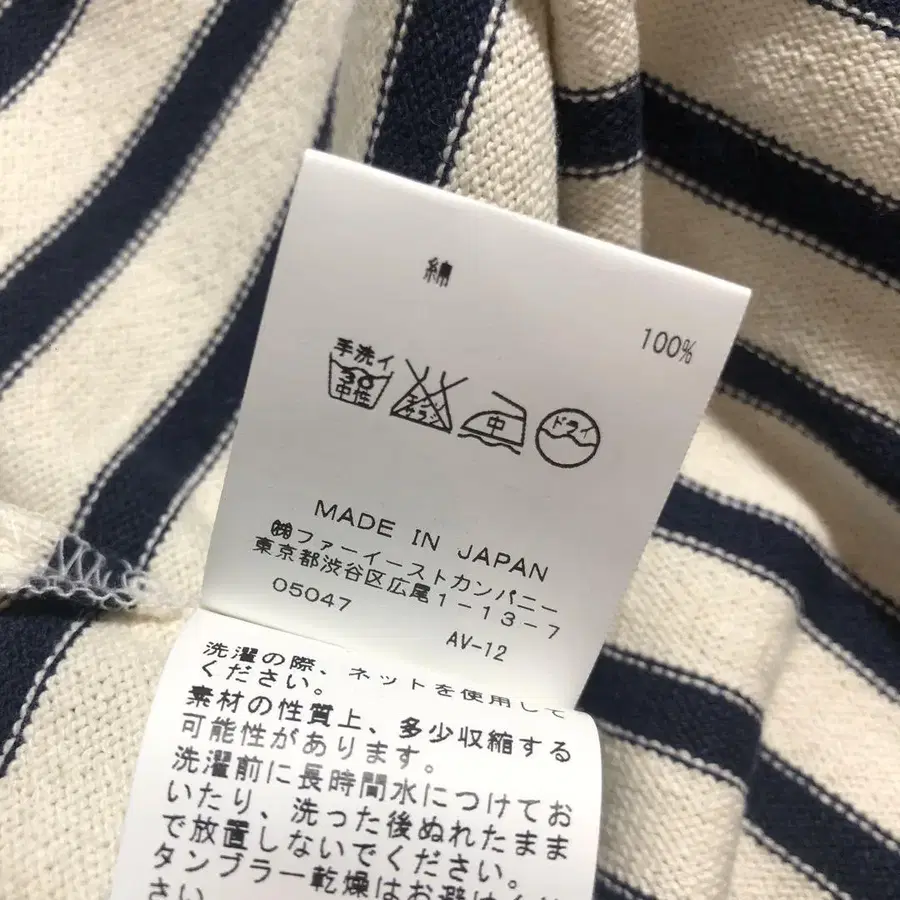 綿 100%
手洗イ
30
中性
エンソ
サラシ
中
ドライ
MADE IN JAPAN
㈱ファーイーストカンパニー
東京都渋谷区広尾1-13-7
05047 AV-12
洗濯の際、ネットを使用して
ください。
素材の性質上、多少収縮する
可能性があります。
洗濯前に長時間水につけてお
いたり、洗った後ぬれたまま
で放置しないでください。
タンブラー乾燥はお避けくだ
さい。